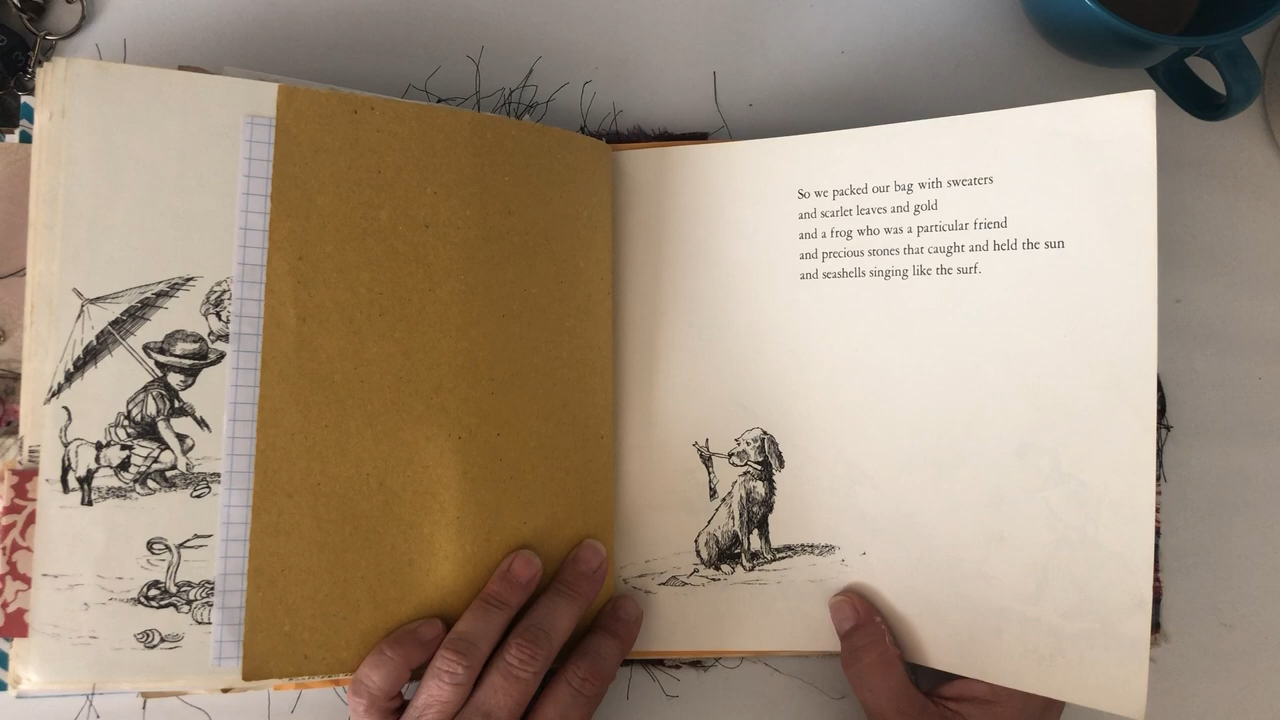 So we packed our bag with sweaters
and scarlet leaves and gold
and a frog who was a particular friend
and precious stones that caught and held the sun
and seashells singing like the surf.